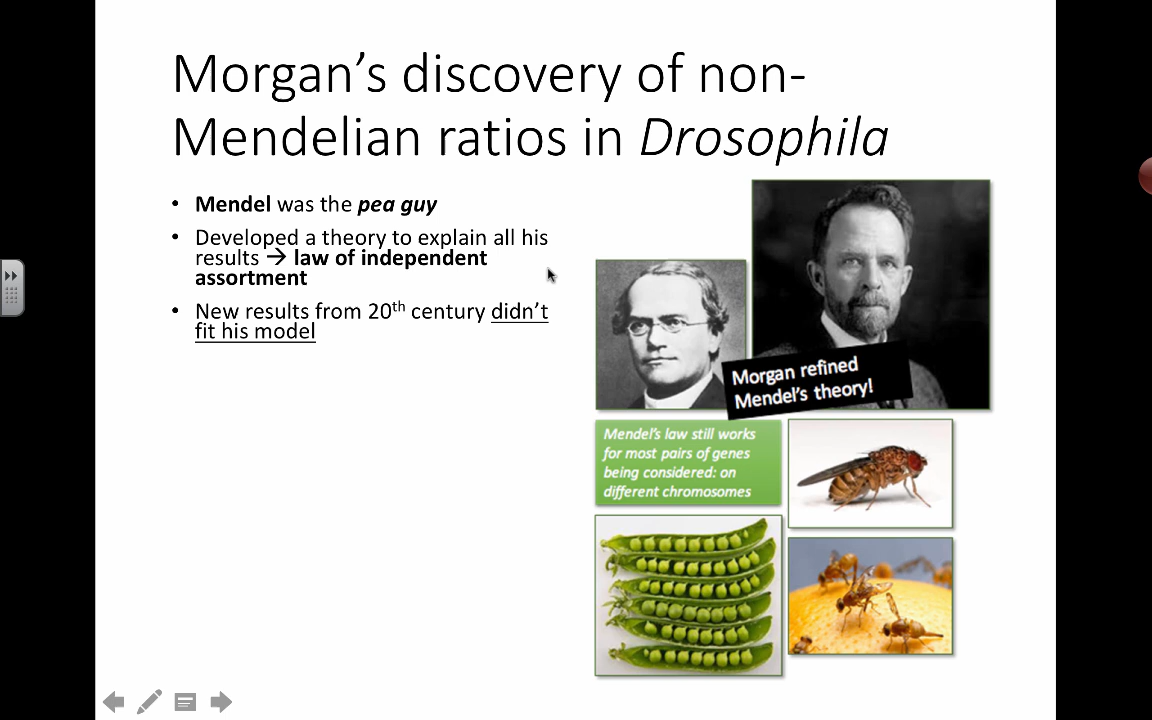 Morgan’s discovery of non-
Mendelian ratios in Drosophila
• Mendel was the pea guy
• Developed a theory to explain all his
results → law of independent
assortment
• New results from 20th century didn’t
fit his model
Morgan refined
Mendel’s theory!
Mendel’s law still works
for most pairs of genes
being considered: on
different chromosomes